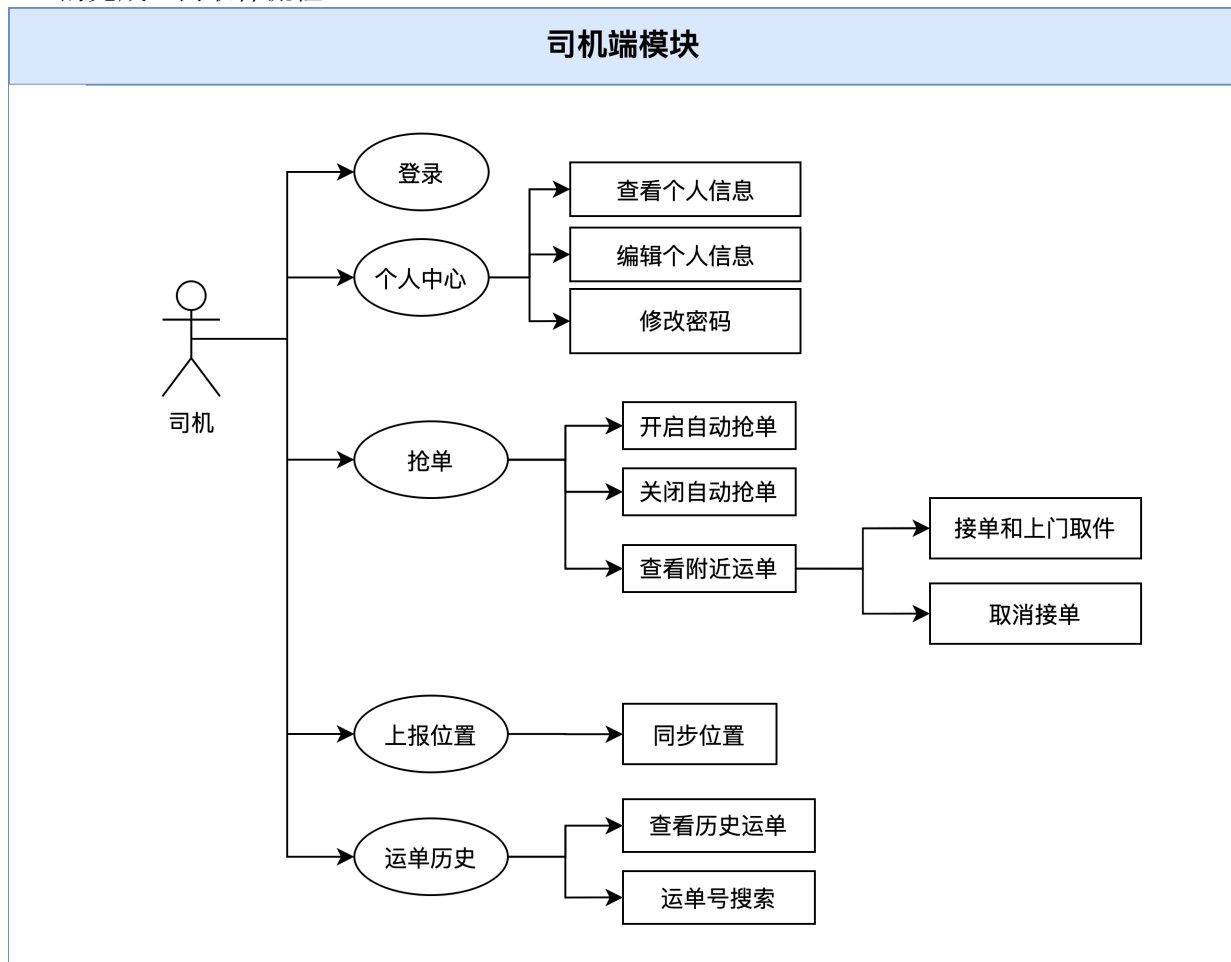 司机端模块
登录
查看个人信息
编辑个人信息
个人中心
修改密码
司机
开启自动抢单
抢单
关闭自动抢单
查看附近运单
接单和上门取件
取消接单
上报位置
同步位置
查看历史运单
运单历史
运单号搜索